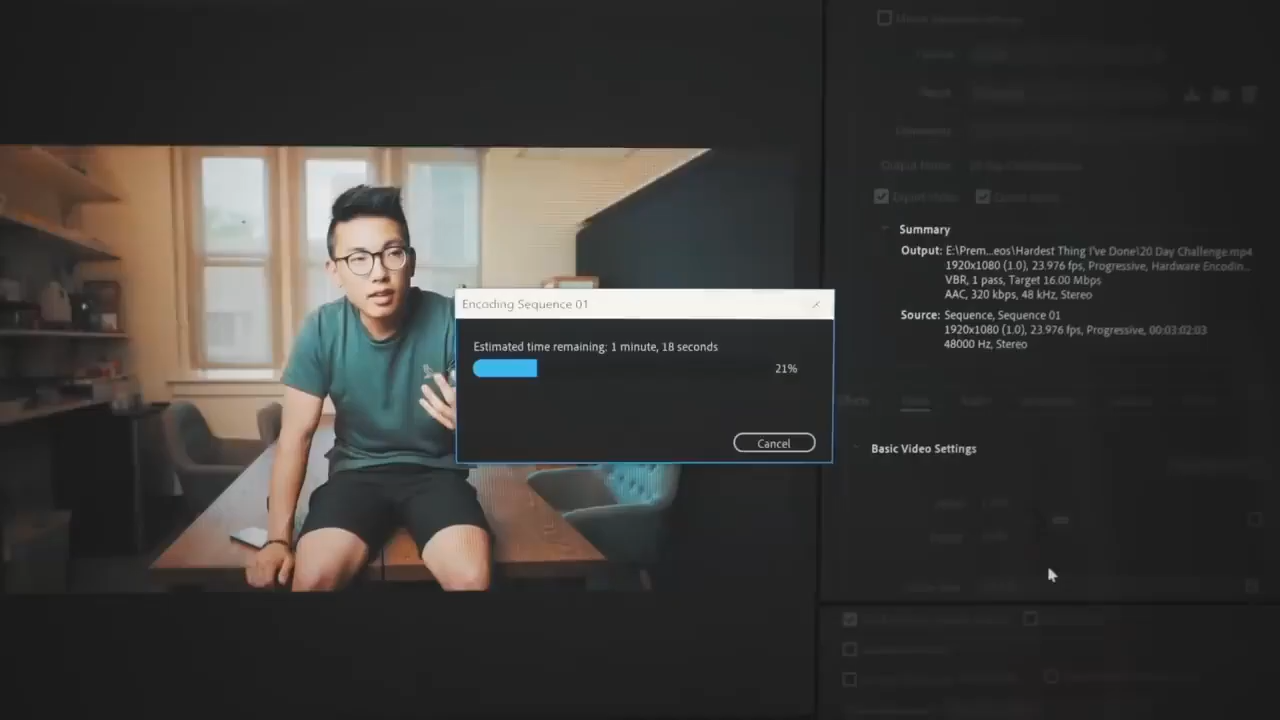 Encoding Sequence 01
Estimated time remaining: 1 minute, 18 seconds
21%
Cancel
Summary
Output: E:\Prem...eos\Hardest Thing I've Done\20 Day Challenge.mp4
1920x1080 (1.0), 23.976 fps, Progressive, Hardware Encodin...
VBR, 1 pass, Target 16.00 Mbps
AAC, 320 kbps, 48 kHz, Stereo
Source: Sequence, Sequence 01
1920x1080 (1.0), 23.976 fps, Progressive, 00:03:02:03
48000 Hz, Stereo
Basic Video Settings